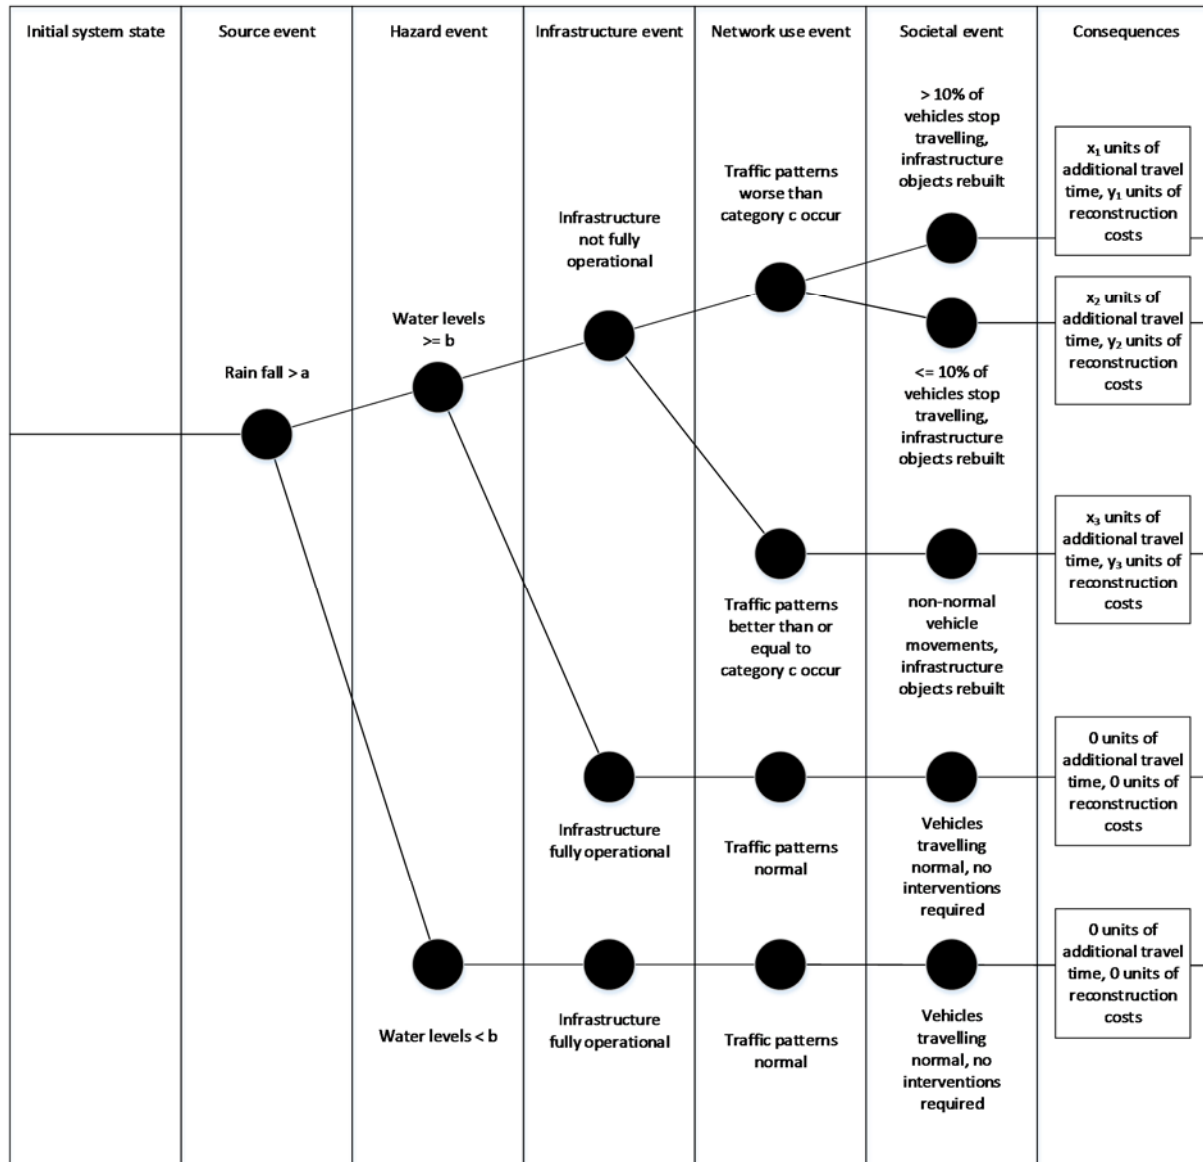 Initial system state
Source event
Hazard event
Infrastructure event
Network use event
Societal event
Consequences
Rain fall > a
Water levels
>= b
Water levels < b
Infrastructure
not fully
operational
Infrastructure
fully operational
Infrastructure
fully operational
Traffic patterns
worse than
category c occur
Traffic patterns
better than or
equal to
category c occur
Traffic patterns
normal
Traffic patterns
normal
> 10% of
vehicles stop
travelling,
infrastructure
objects rebuilt
<= 10% of
vehicles stop
travelling,
infrastructure
objects rebuilt
non-normal
vehicle
movements,
infrastructure
objects rebuilt
Vehicles
travelling
normal, no
interventions
required
Vehicles
travelling
normal, no
interventions
required
x₁ units of
additional travel
time, y₁ units of
reconstruction
costs
x₂ units of
additional travel
time, y₂ units of
reconstruction
costs
x₃ units of
additional travel
time, y₃ units of
reconstruction
costs
0 units of
additional travel
time, 0 units of
reconstruction
costs
0 units of
additional travel
time, 0 units of
reconstruction
costs